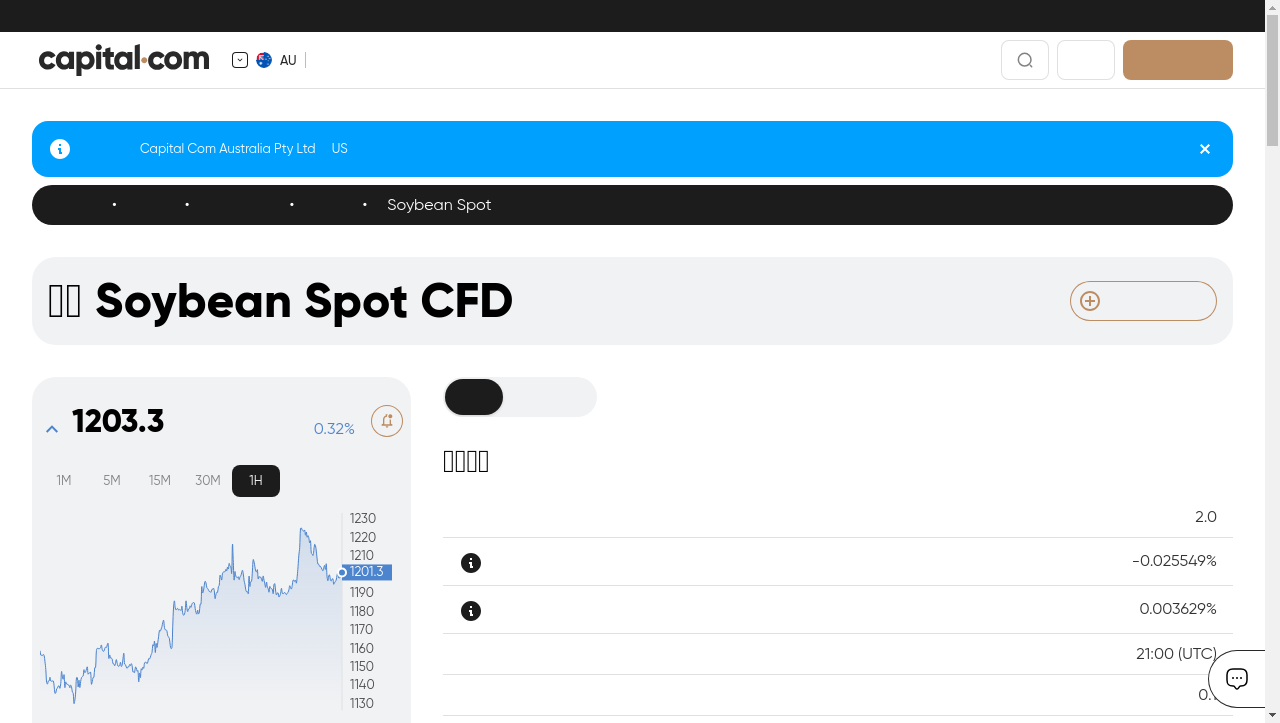 capital.com
AU
Capital Com Australia Pty Ltd US
• • • • Soybean Spot
Soybean Spot CFD
1203.3
0.32%
1M 5M 15M 30M 1H
1230
1220
1210
1201.3
1190
1180
1170
1160
1150
1140
1130
2.0
-0.025549%
0.003629%
21:00 (UTC)